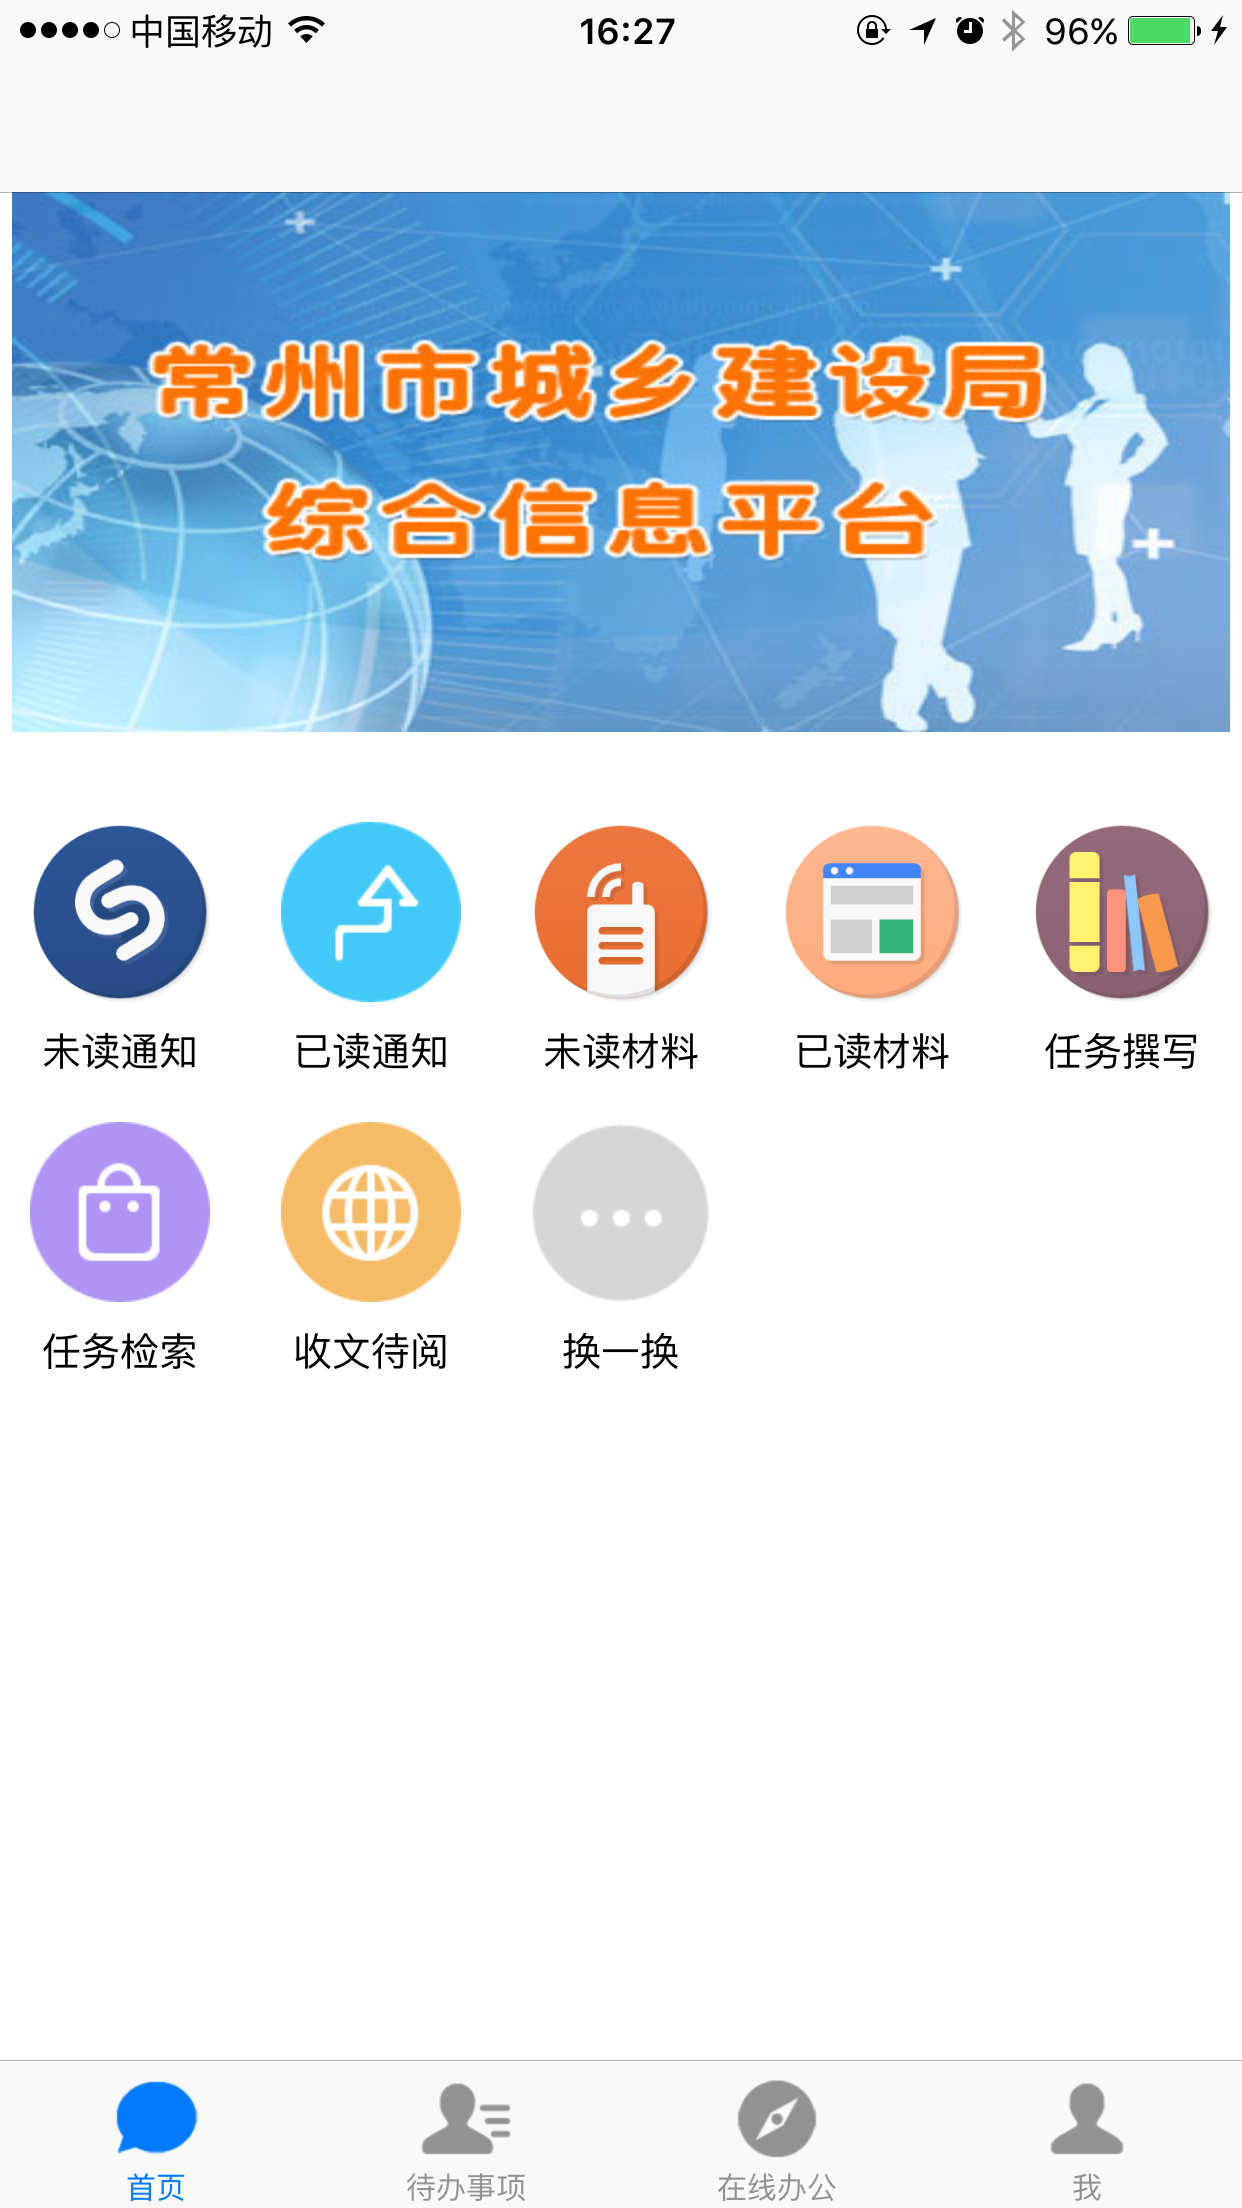 中国移动
16:27
96%
常州市城乡建设局
综合信息平台
未读通知 已读通知 未读材料 已读材料 任务撰写
任务检索 收文待阅 换一换
首页 待办事项 在线办公 我